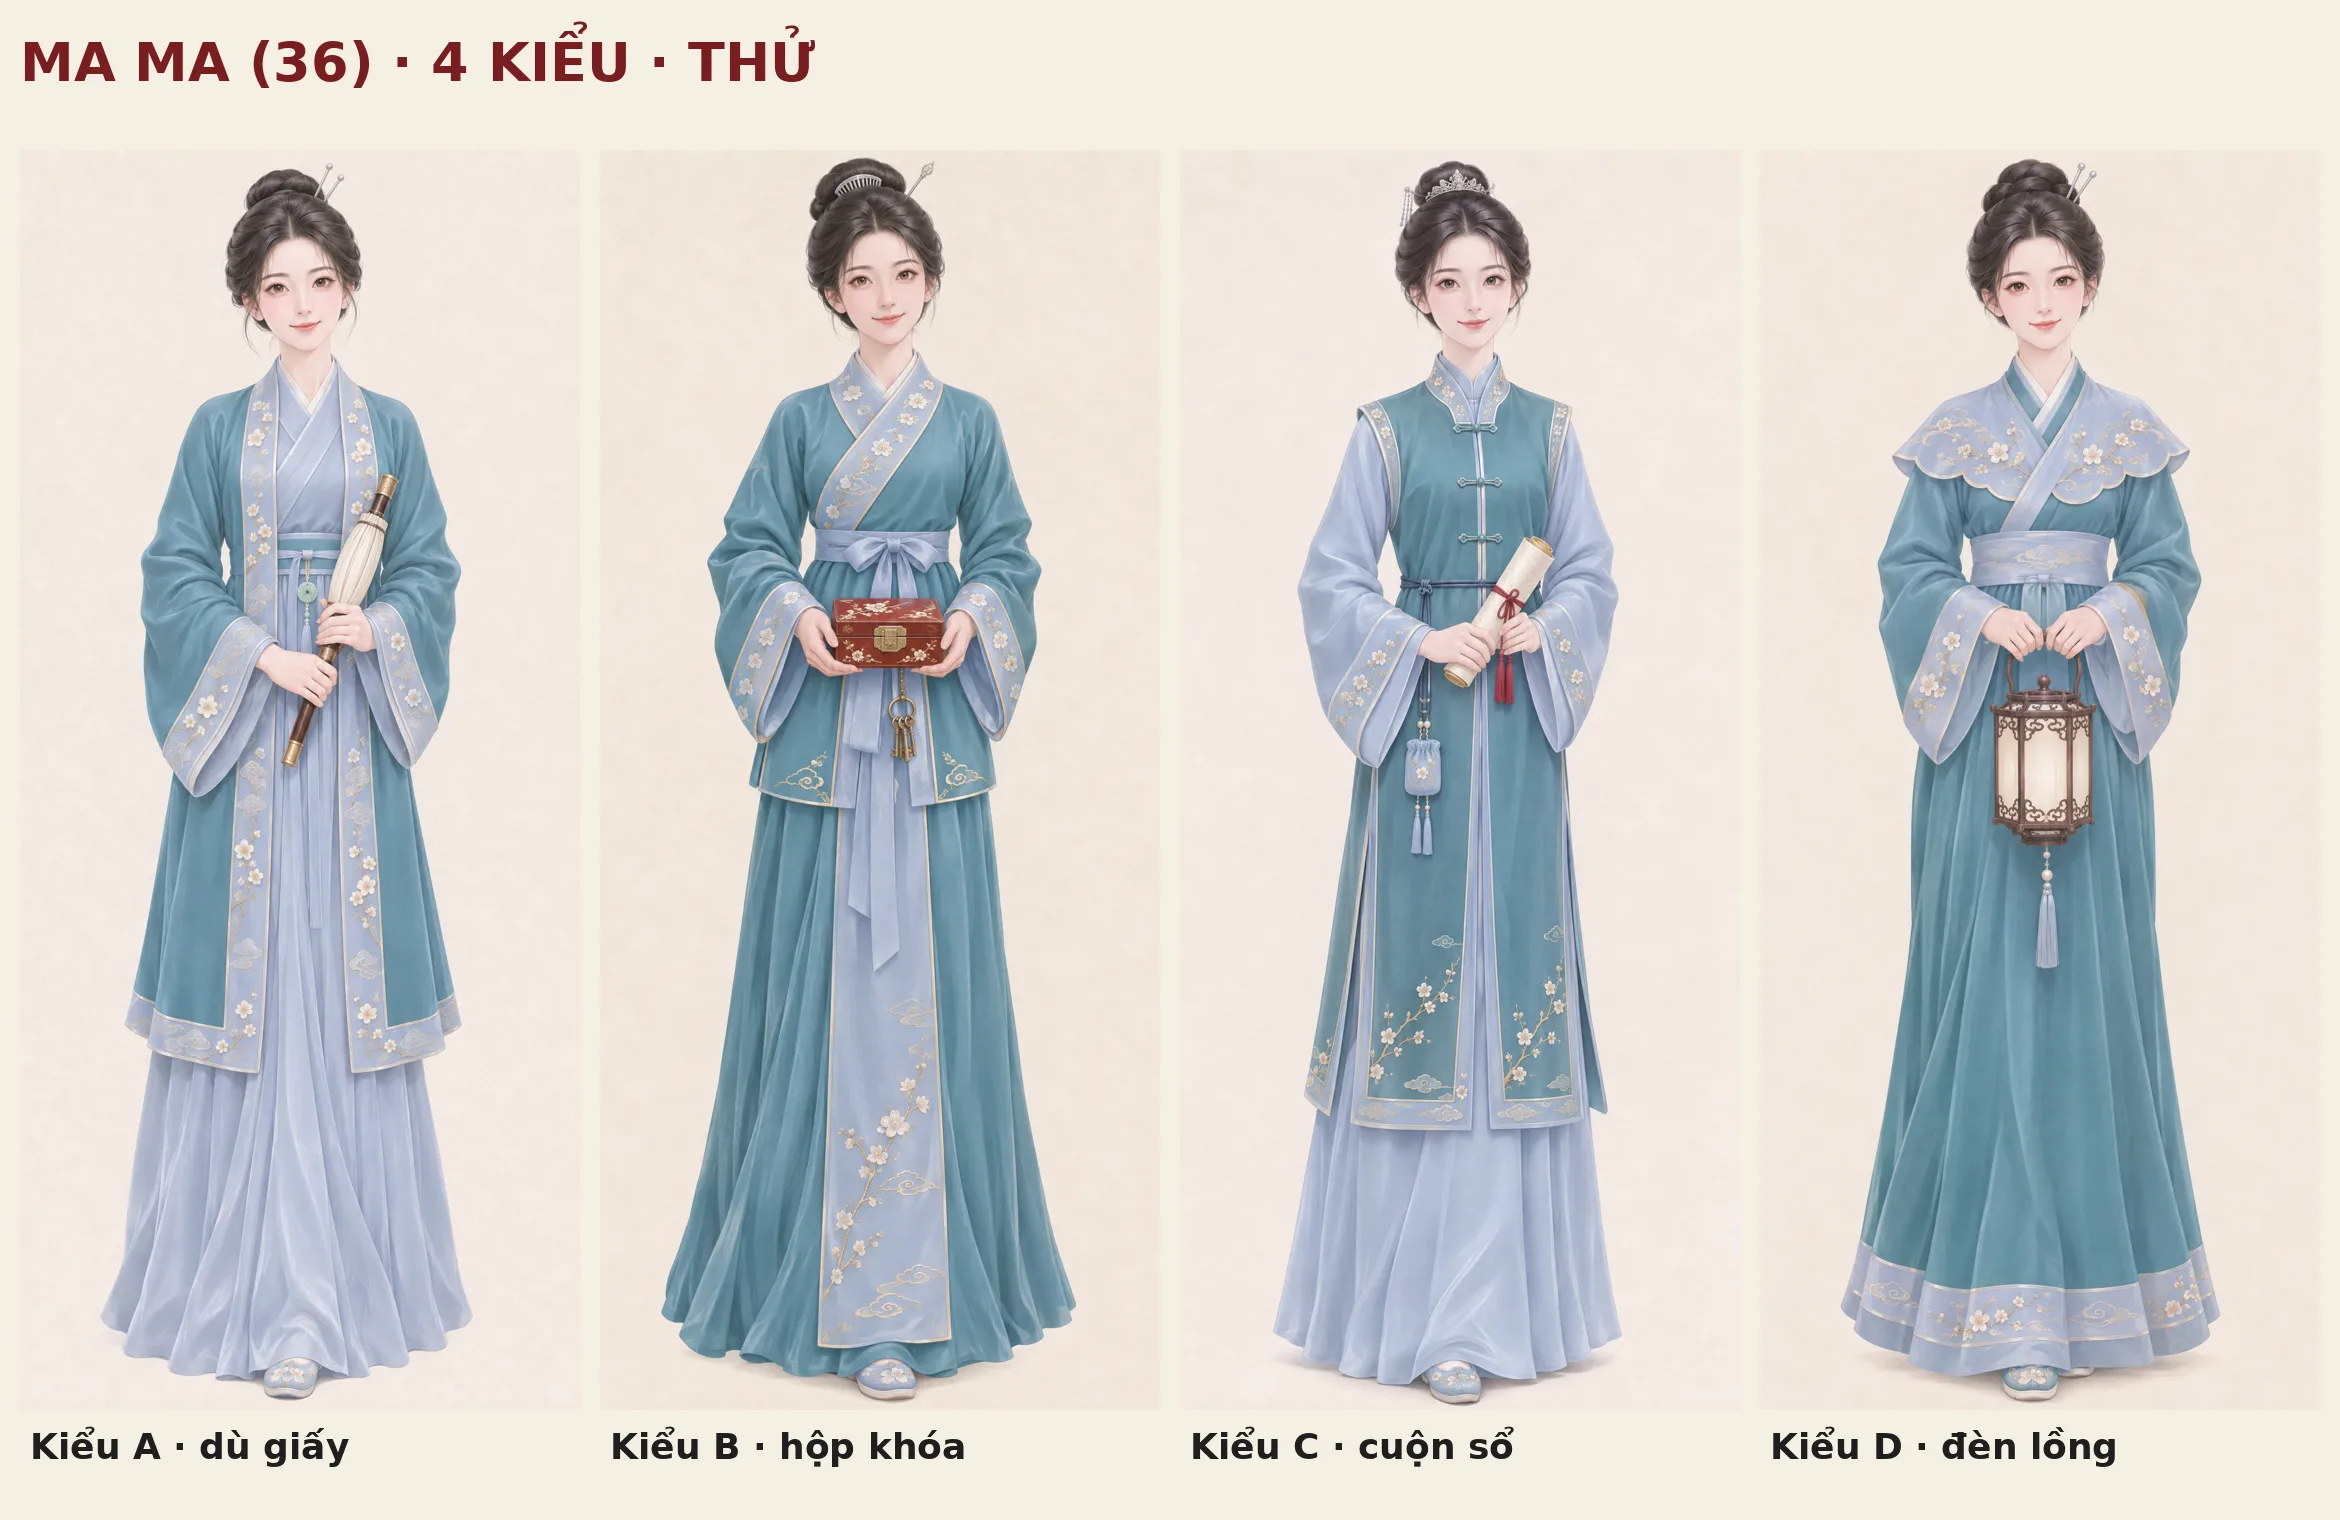 MA MA (36) · 4 KIỂU · THỬ
Kiểu A · dù giấy
Kiểu B · hộp khóa
Kiểu C · cuộn sổ
Kiểu D · đèn lồng